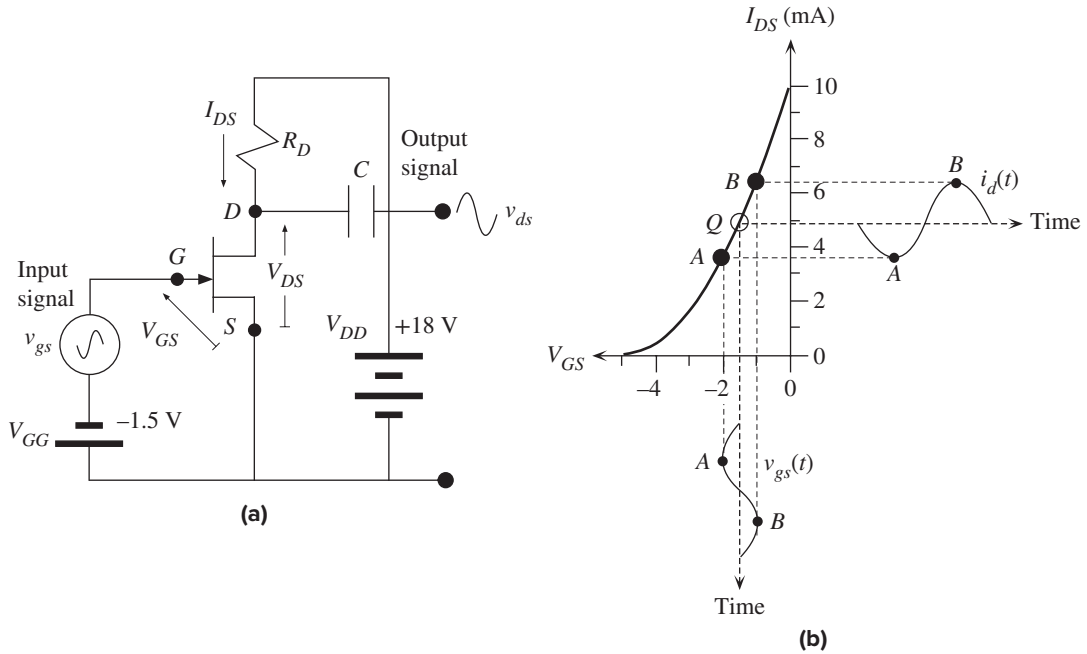 I_DS
R_D
Output
signal
C
D
v_ds
G
Input
signal
V_DS
V_GS
S
V_DD
+18 V
v_gs
V_GG
−1.5 V
(a)
I_DS (mA)
10
8
B
B
i_d(t)
6
Q
Time
A
4
A
2
V_GS
0
−4
−2
0
A
v_gs(t)
B
Time
(b)